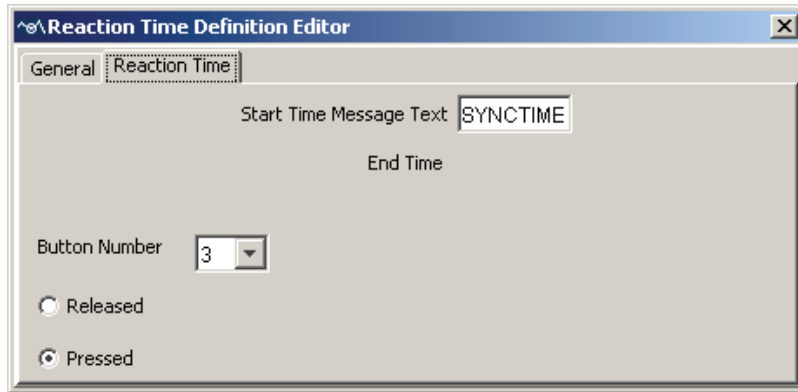 Reaction Time Definition Editor
General Reaction Time
Start Time Message Text SYNCTIME
End Time
Button Number 3
Released
Pressed